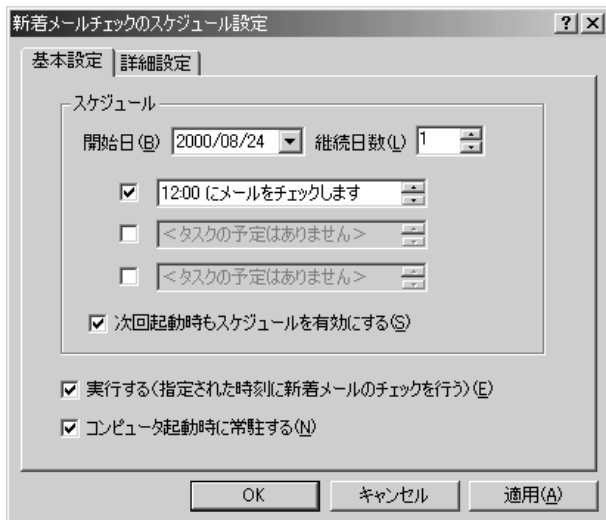 新着メールチェックのスケジュール設定
基本設定 詳細設定
スケジュール
開始日(B) 2000/08/24 継続日数(L) 1
12:00 にメールをチェックします
＜タスクの予定はありません＞
＜タスクの予定はありません＞
次回起動時もスケジュールを有効にする(S)
実行する(指定された時刻に新着メールのチェックを行う)(E)
コンピュータ起動時に常駐する(N)
OK キャンセル 適用(A)